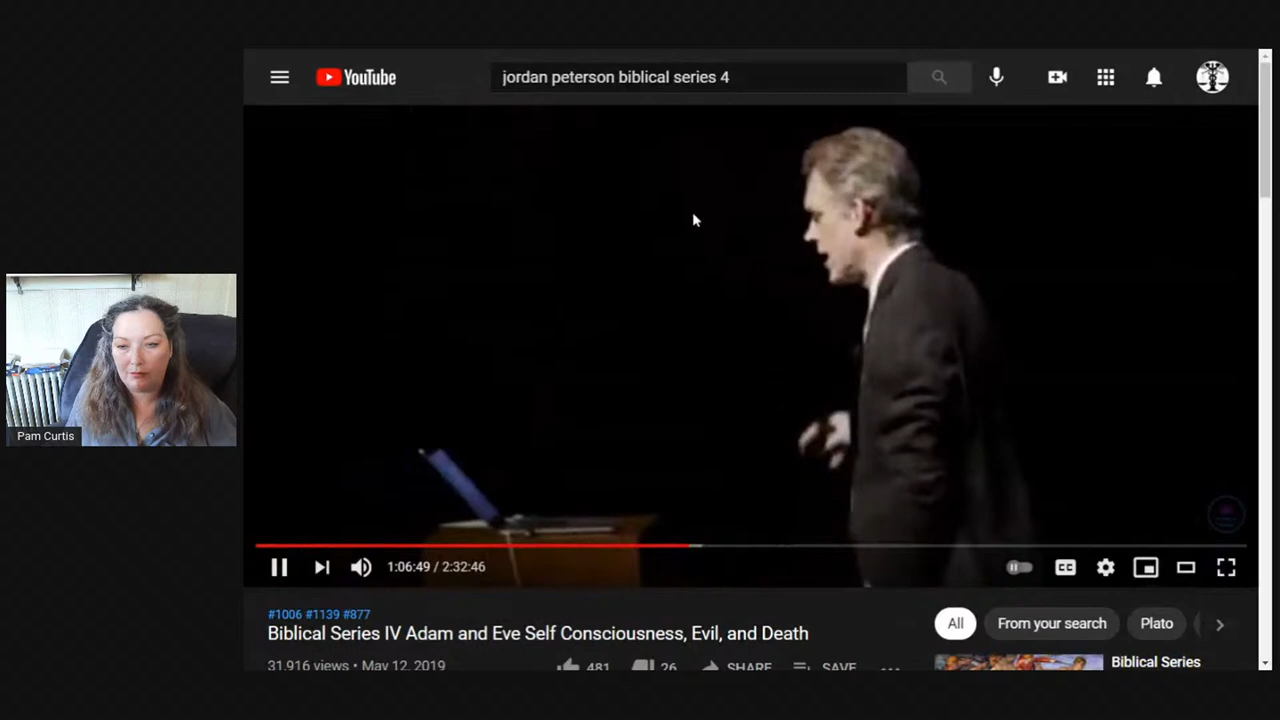 YouTube
jordan peterson biblical series 4
Pam Curtis
1:06:49 / 2:32:46
CC
#1006 #1139 #877
Biblical Series IV Adam and Eve Self Consciousness, Evil, and Death
31,916 views • May 12, 2019
481
26
SHARE
SAVE
All
From your search
Plato
Biblical Series